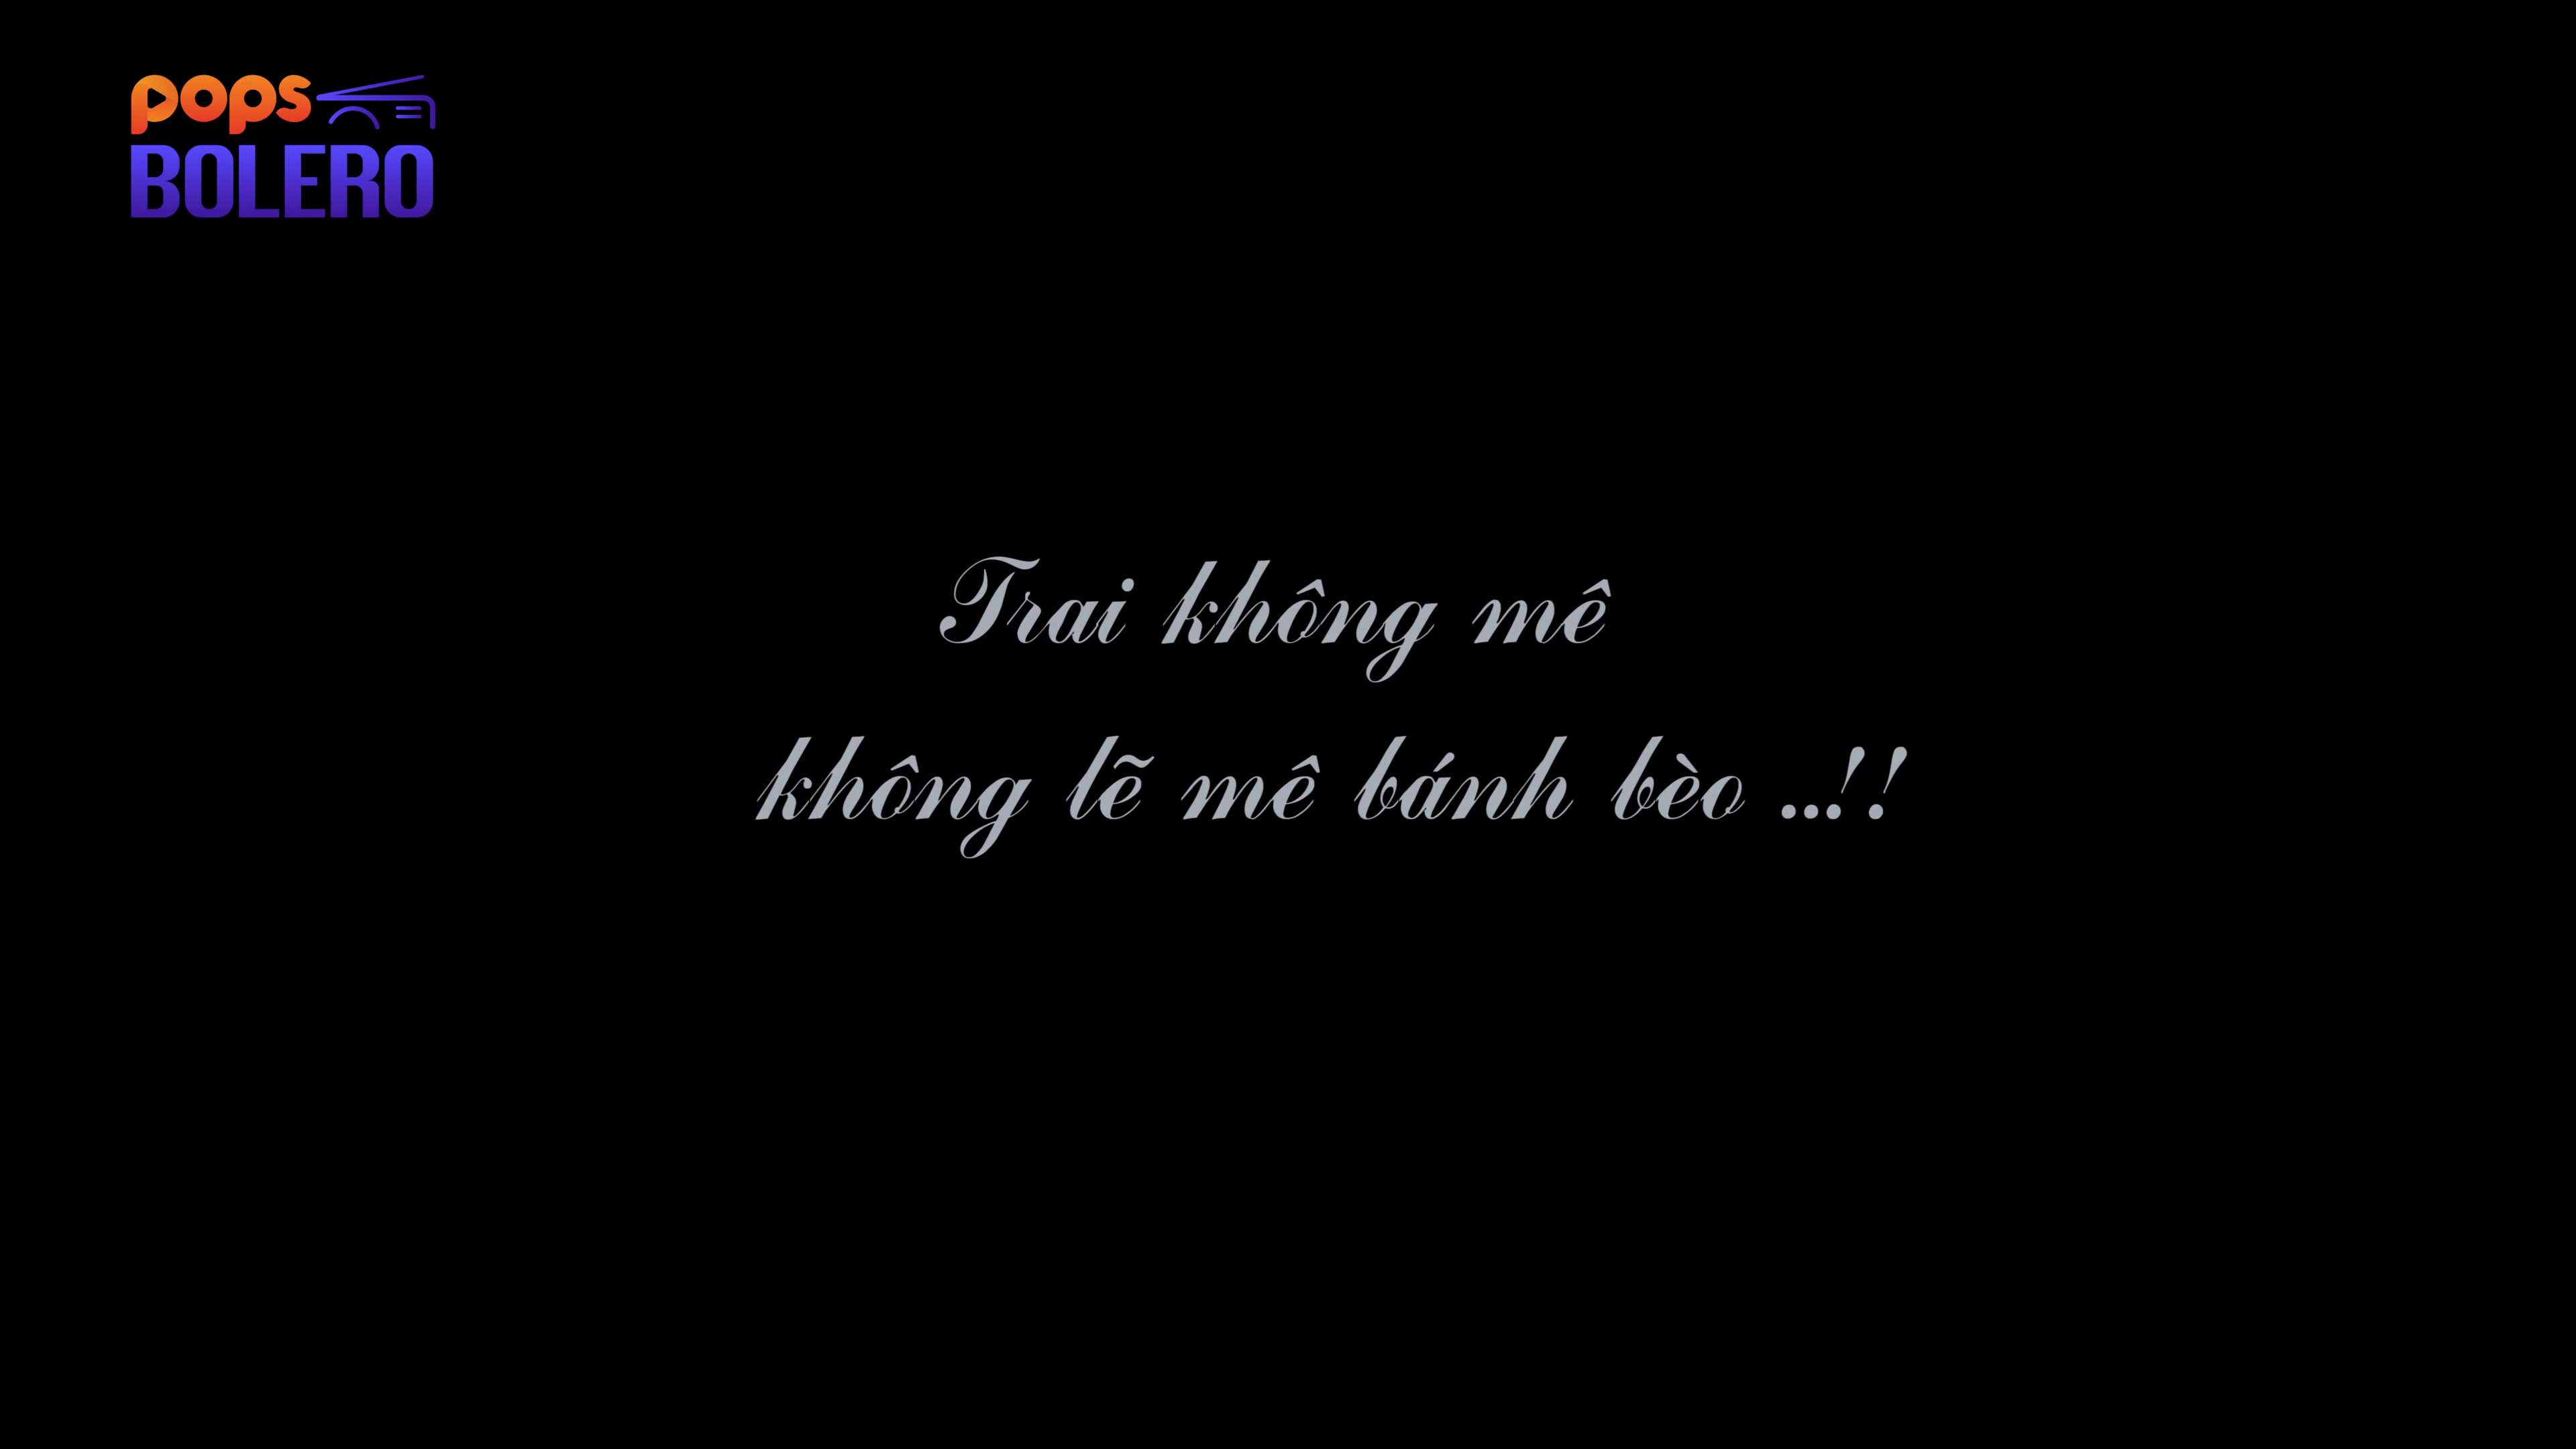 pops
BOLERO
Trai không mê
không lẽ mê bánh bèo ...!!